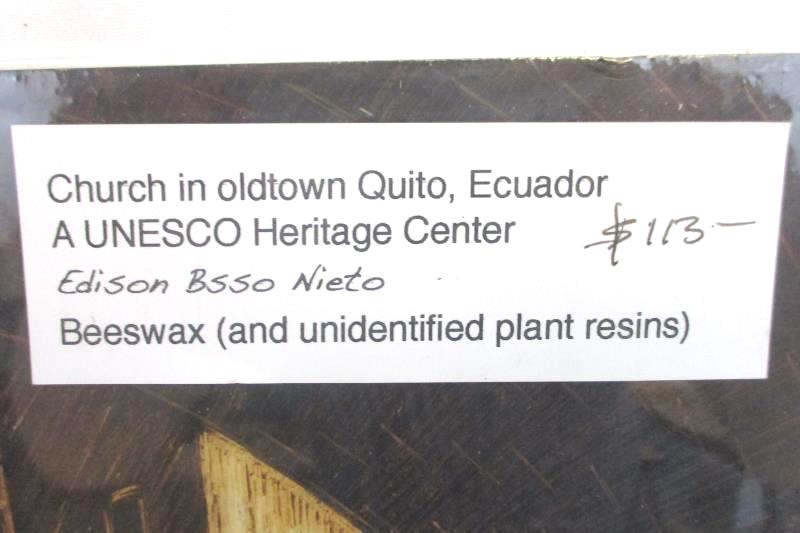 Church in oldtown Quito, Ecuador
A UNESCO Heritage Center $113-
Edison Bsso Nieto
Beeswax (and unidentified plant resins)